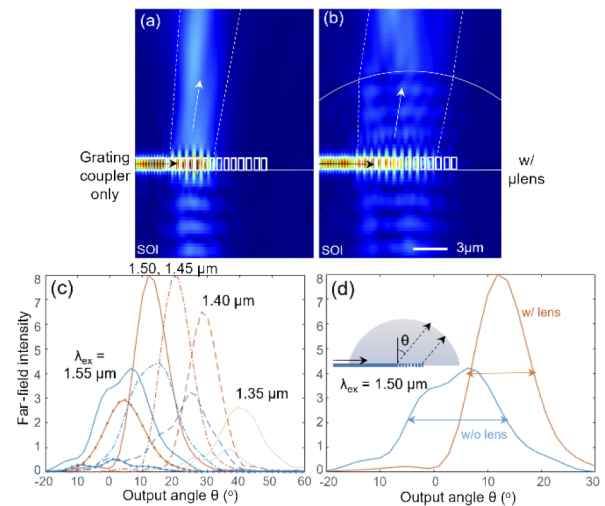 (a)
(b)
Grating
coupler
only
w/
µlens
SOI
SOI
3µm
1.50, 1.45 µm
(c)
1.40 µm
λex =
1.55 µm
1.35 µm
Far-field intensity
8
7
6
5
4
3
2
1
0
-20 -10 0 10 20 30 40 50 60
Output angle θ (°)
(d)
w/ lens
θ
λex = 1.50 µm
w/o lens
8
7
6
5
4
3
2
1
0
-20 -10 0 10 20 30
Output angle θ (°)